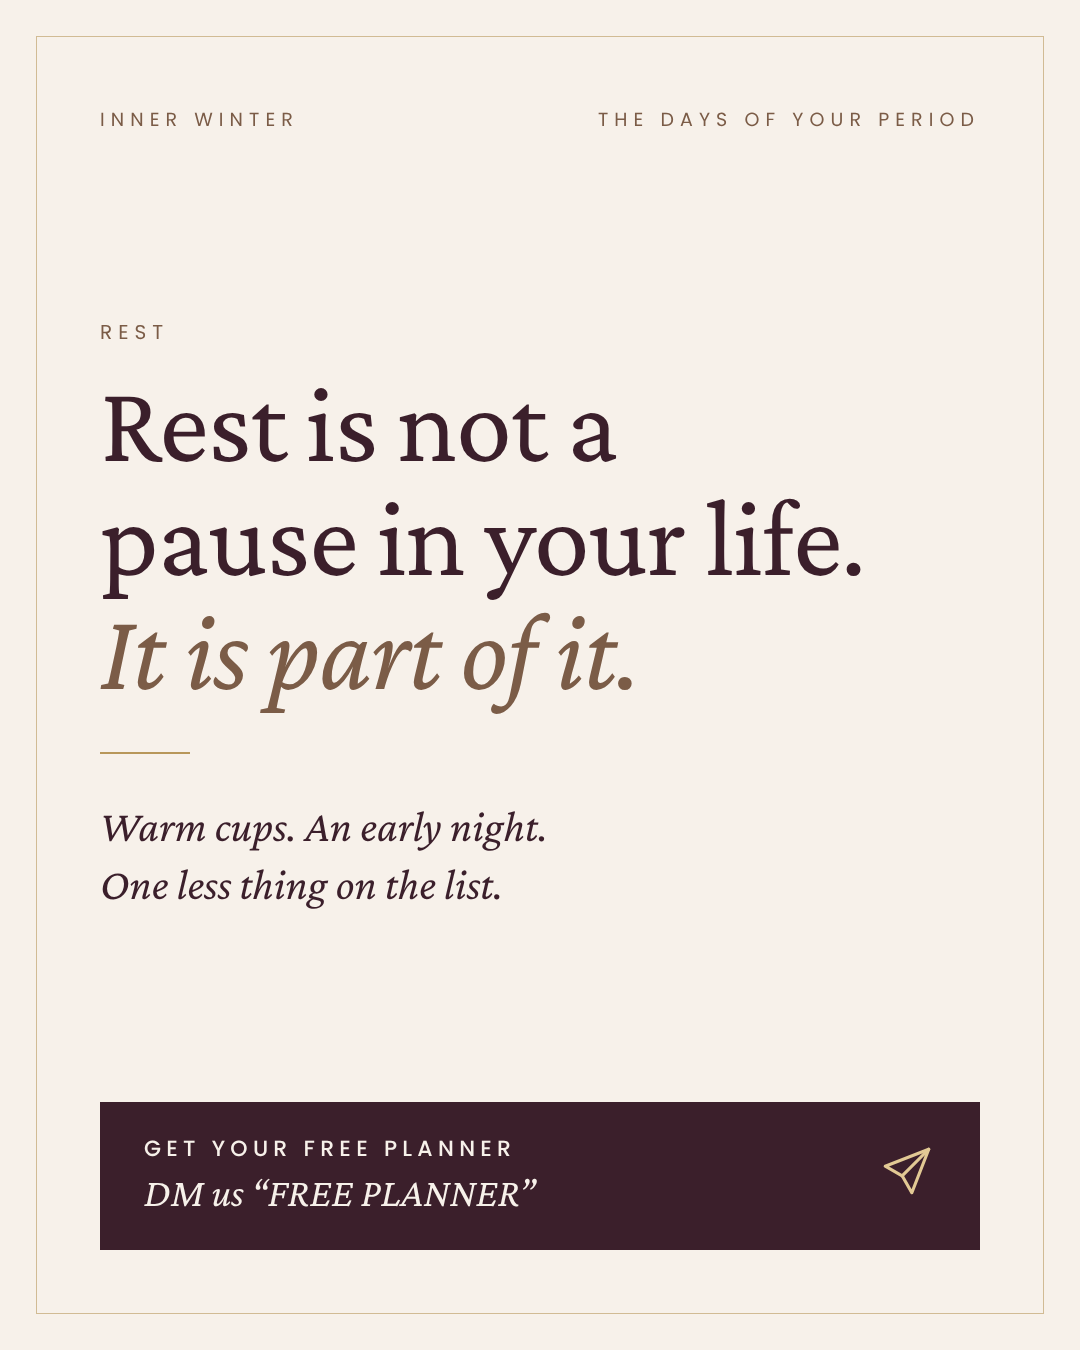 INNER WINTER
THE DAYS OF YOUR PERIOD
REST
Rest is not a
pause in your life.
It is part of it.
Warm cups. An early night.
One less thing on the list.
GET YOUR FREE PLANNER
DM us “FREE PLANNER”